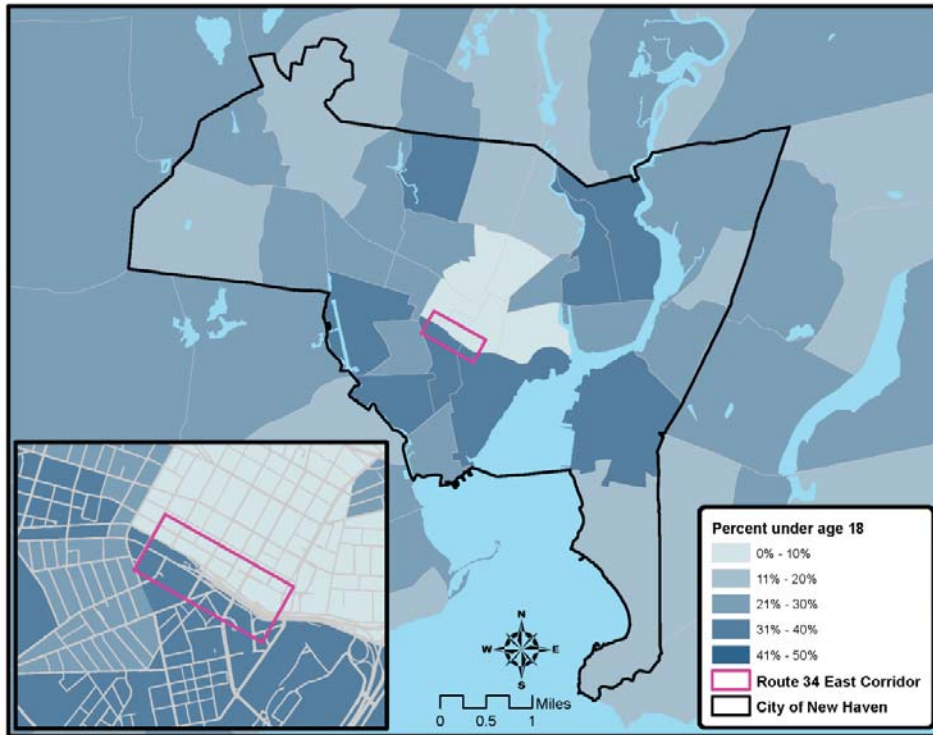 Percent under age 18
0% - 10%
11% - 20%
21% - 30%
31% - 40%
41% - 50%
Route 34 East Corridor
City of New Haven
N
W E
S
Miles
0 0.5 1